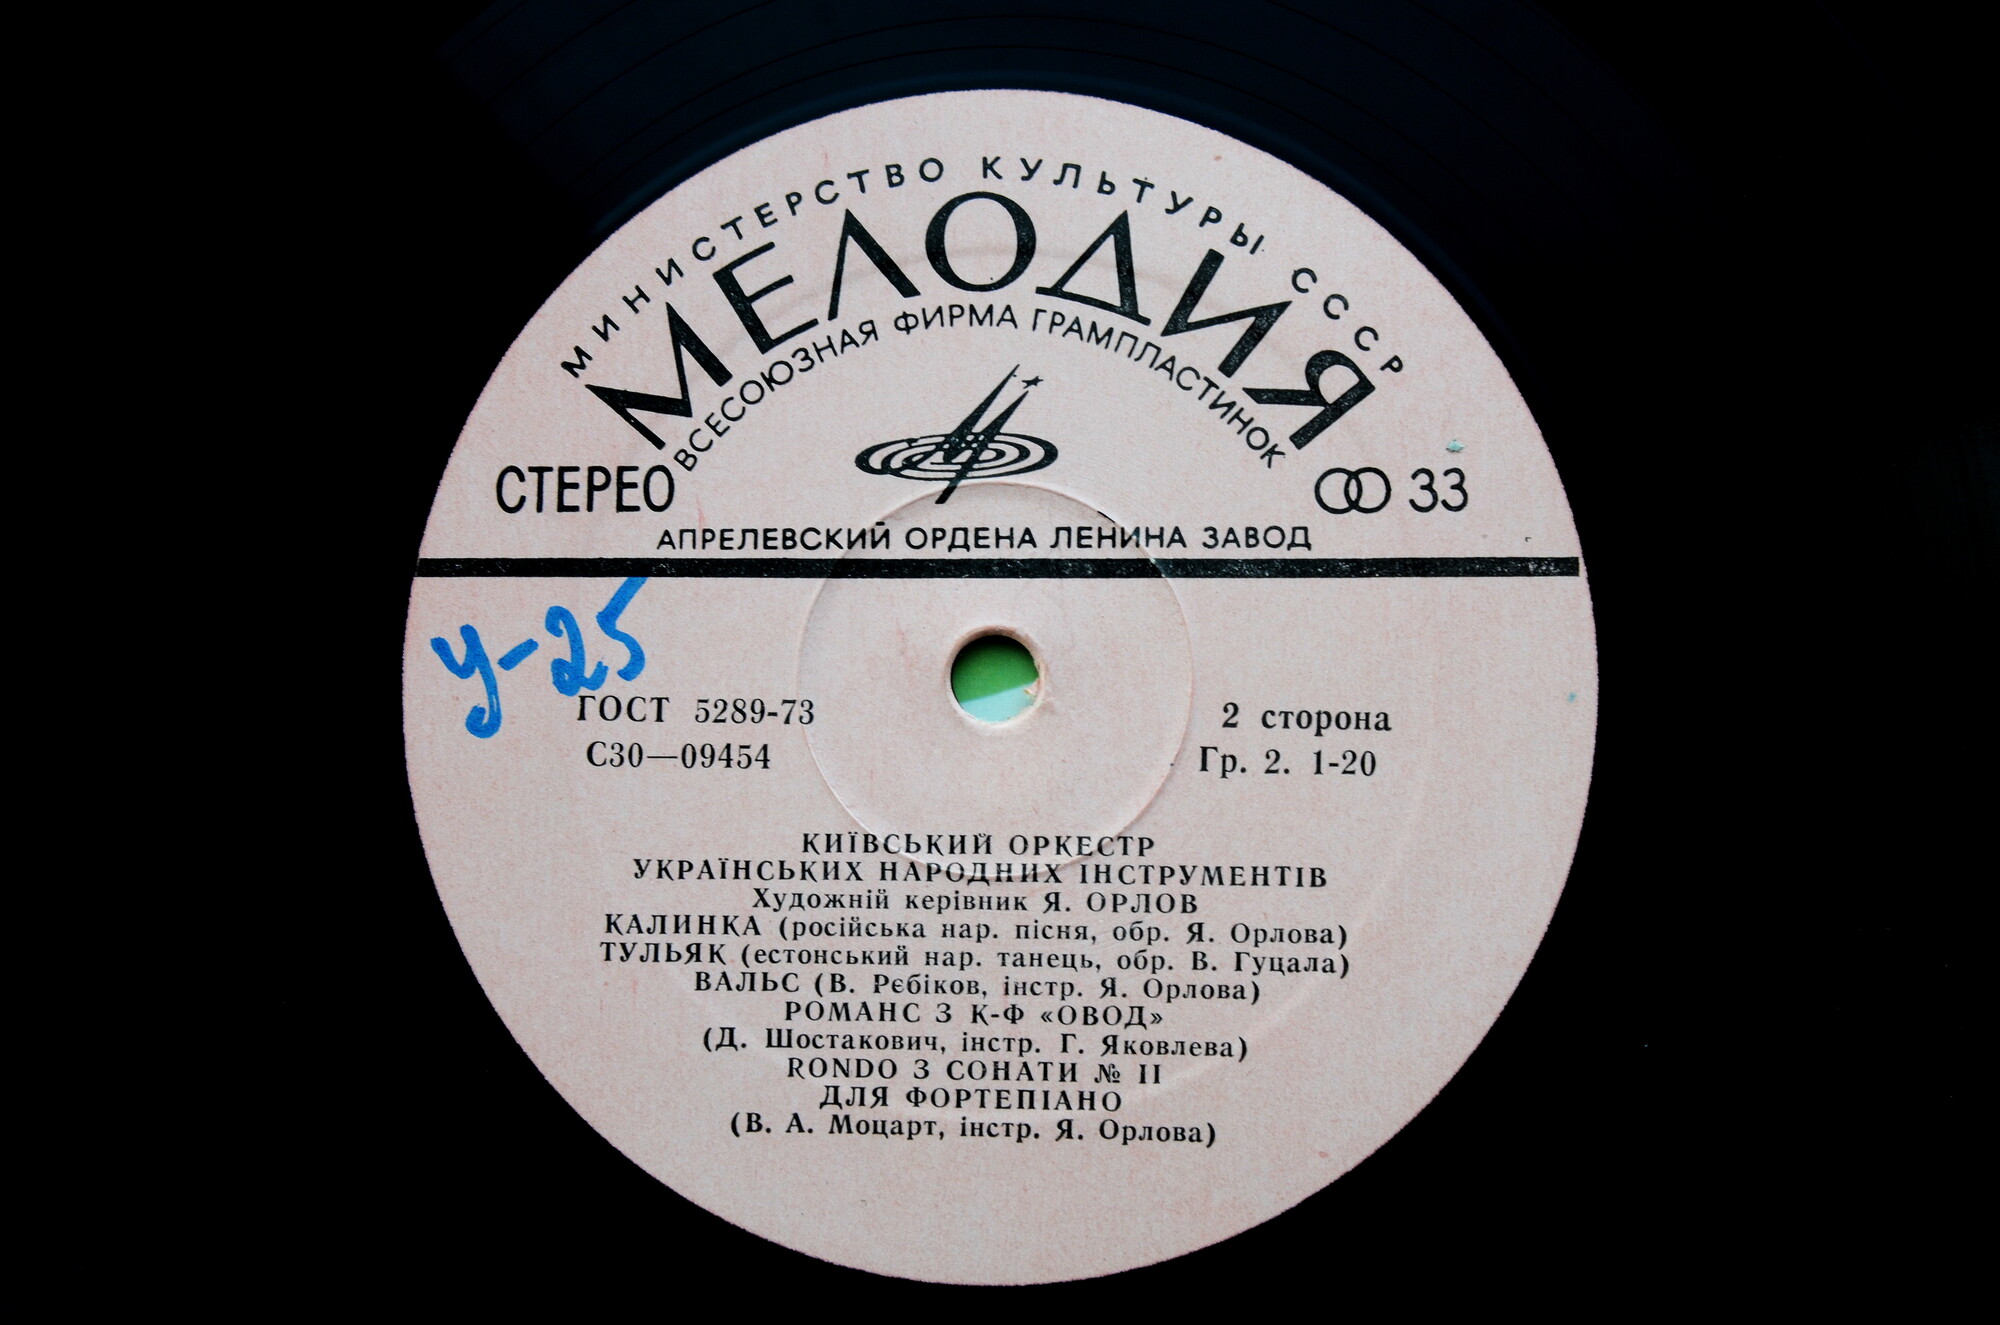 МИНИСТЕРСТВО КУЛЬТУРЫ СССР
МЕЛОДИЯ
ВСЕСОЮЗНАЯ ФИРМА ГРАМПЛАСТИНОК
СТЕРЕО
33
АПРЕЛЕВСКИЙ ОРДЕНА ЛЕНИНА ЗАВОД
У-25
ГОСТ 5289-73
2 сторона
С30—09454
Гр. 2. 1-20
КИЇВСЬКИЙ ОРКЕСТР
УКРАЇНСЬКИХ НАРОДНИХ ІНСТРУМЕНТІВ
Художній керівник Я. ОРЛОВ
КАЛИНКА (російська нар. пісня, обр. Я. Орлова)
ТУЛЬЯК (естонський нар. танець, обр. В. Гуцала)
ВАЛЬС (В. Рєбіков, інстр. Я. Орлова)
РОМАНС З К-Ф «ОВОД»
(Д. Шостакович, інстр. Г. Яковлева)
RONDO З СОНАТИ № II
ДЛЯ ФОРТЕПІАНО
(В. А. Моцарт, інстр. Я. Орлова)